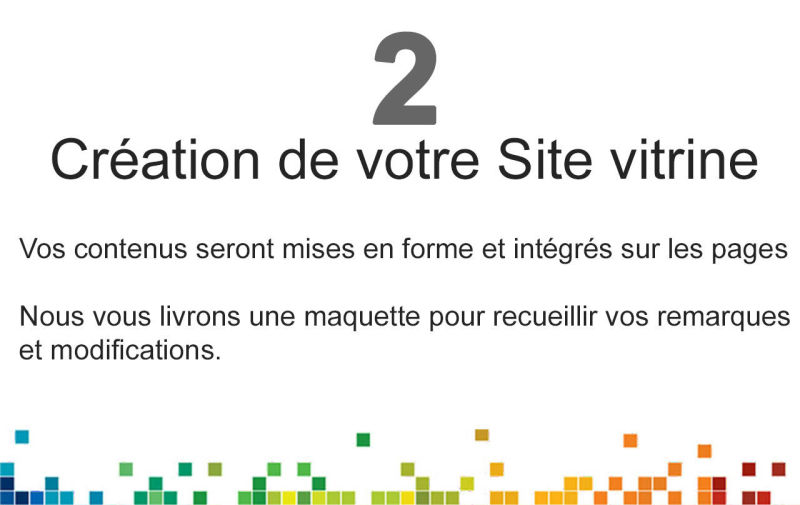 2
Création de votre Site vitrine
Vos contenus seront mises en forme et intégrés sur les pages
Nous vous livrons une maquette pour recueillir vos remarques
et modifications.